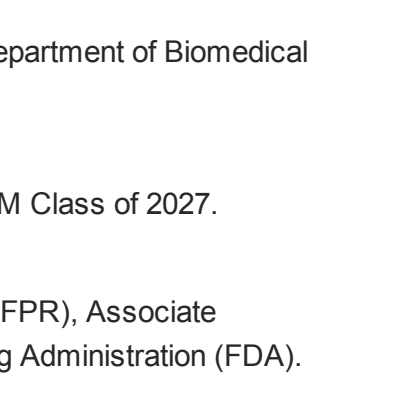 epartment of Biomedical
M Class of 2027.
FPR), Associate
g Administration (FDA).